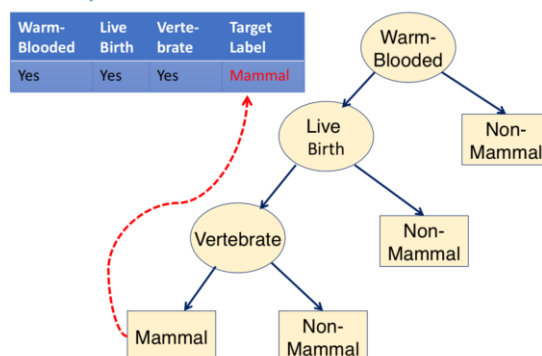 Warm-
Blooded
Live
Birth
Verte-
brate
Target
Label
Yes
Yes
Yes
Mammal
Warm-
Blooded
Live
Birth
Non-
Mammal
Vertebrate
Non-
Mammal
Mammal
Non-
Mammal